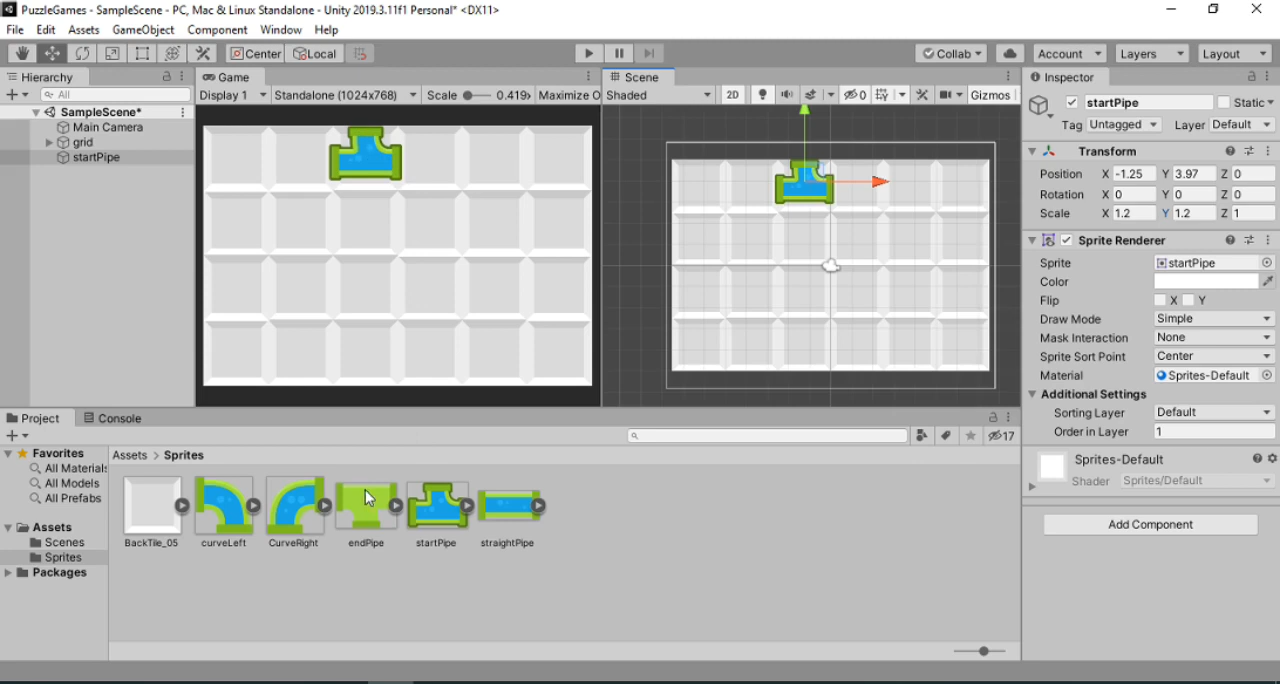 PuzzleGames - SampleScene - PC, Mac & Linux Standalone - Unity 2019.3.11f1 Personal* <DX11>
File Edit Assets GameObject Component Window Help
Center Local Collab Account Layers Layout
Hierarchy
All
SampleScene*
Main Camera
grid
startPipe
Game
Display 1 Standalone (1024x768) Scale 0.419x Maximize O
Scene
Shaded 2D 0 Gizmos
Inspector
startPipe Static
Tag Untagged Layer Default
Transform
Position X -1.25 Y 3.97 Z 0
Rotation X 0 Y 0 Z 0
Scale X 1.2 Y 1.2 Z 1
Sprite Renderer
Sprite startPipe
Color
Flip X Y
Draw Mode Simple
Mask Interaction None
Sprite Sort Point Center
Material Sprites-Default
Additional Settings
Sorting Layer Default
Order in Layer 1
Sprites-Default
Shader Sprites/Default
Add Component
Project Console
17
Favorites
All Materials
All Models
All Prefabs
Assets
Scenes
Sprites
Packages
Assets > Sprites
BackTile_05 curveLeft CurveRight endPipe startPipe straightPipe